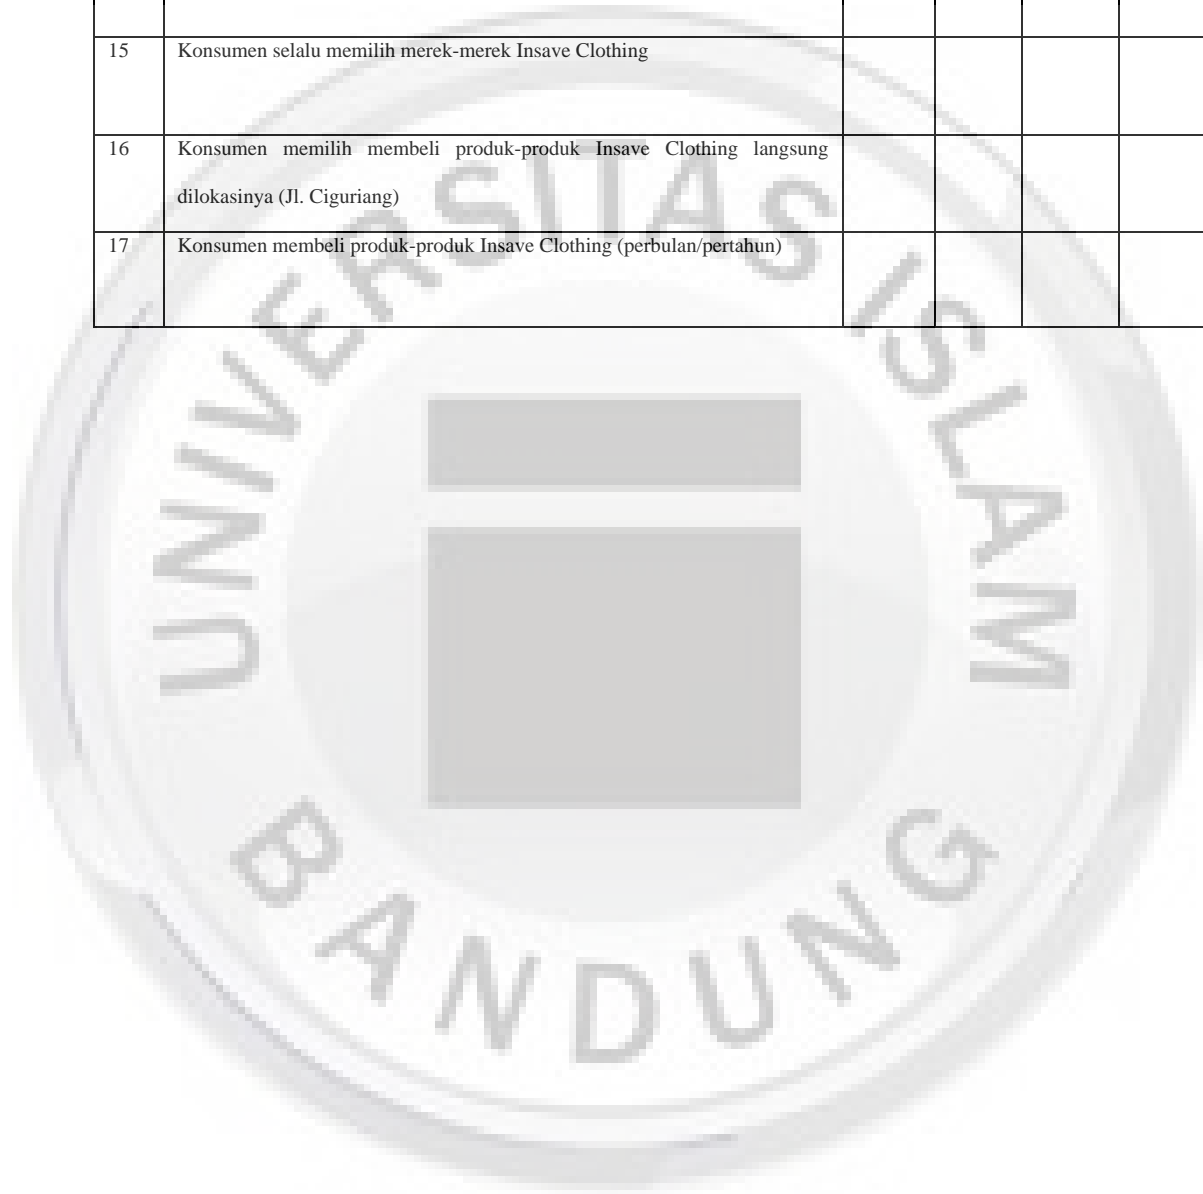 15 Konsumen selalu memilih merek-merek Insave Clothing
16 Konsumen memilih membeli produk-produk Insave Clothing langsung
dilokasinya (Jl. Ciguriang)
17 Konsumen membeli produk-produk Insave Clothing (perbulan/pertahun)
UNIVERSITAS ISLAM
BANDUNG